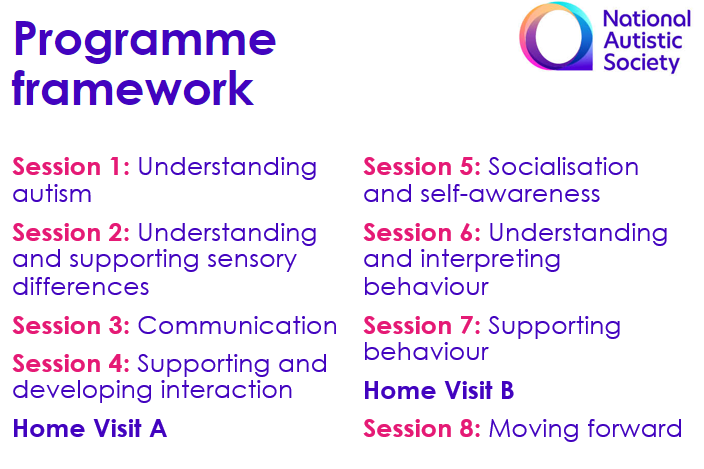 Programme
framework
National
Autistic
Society
Session 1: Understanding
autism
Session 2: Understanding
and supporting sensory
differences
Session 3: Communication
Session 4: Supporting and
developing interaction
Home Visit A
Session 5: Socialisation
and self-awareness
Session 6: Understanding
and interpreting
behaviour
Session 7: Supporting
behaviour
Home Visit B
Session 8: Moving forward